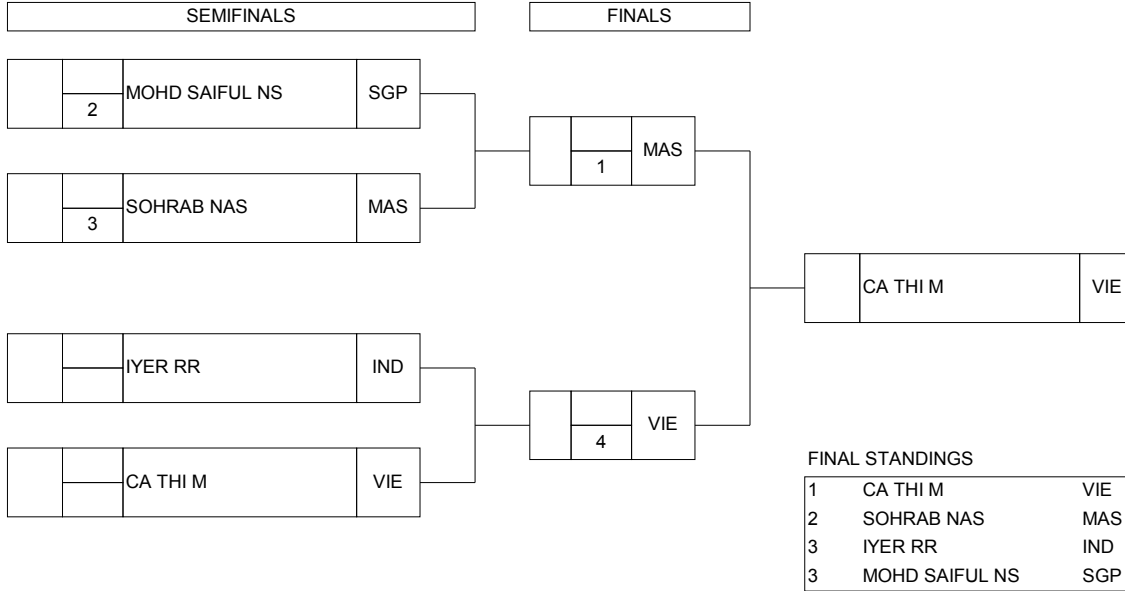 SEMIFINALS FINALS
MOHD SAIFUL NS SGP
2
MAS
1
SOHRAB NAS MAS
3
CA THI M VIE
IYER RR IND
VIE
4
CA THI M VIE
FINAL STANDINGS
1 CA THI M VIE
2 SOHRAB NAS MAS
3 IYER RR IND
3 MOHD SAIFUL NS SGP